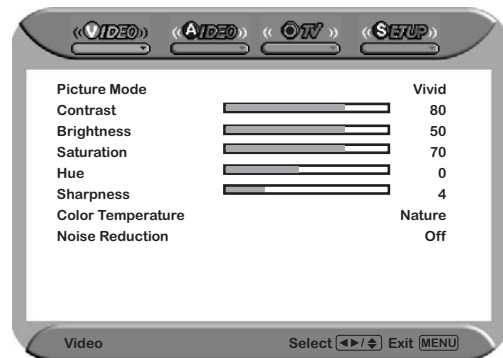 VIDEO AIDEO TV SETUP
Picture Mode Vivid
Contrast 80
Brightness 50
Saturation 70
Hue 0
Sharpness 4
Color Temperature Nature
Noise Reduction Off
Video Select ◄►/▲▼ Exit MENU